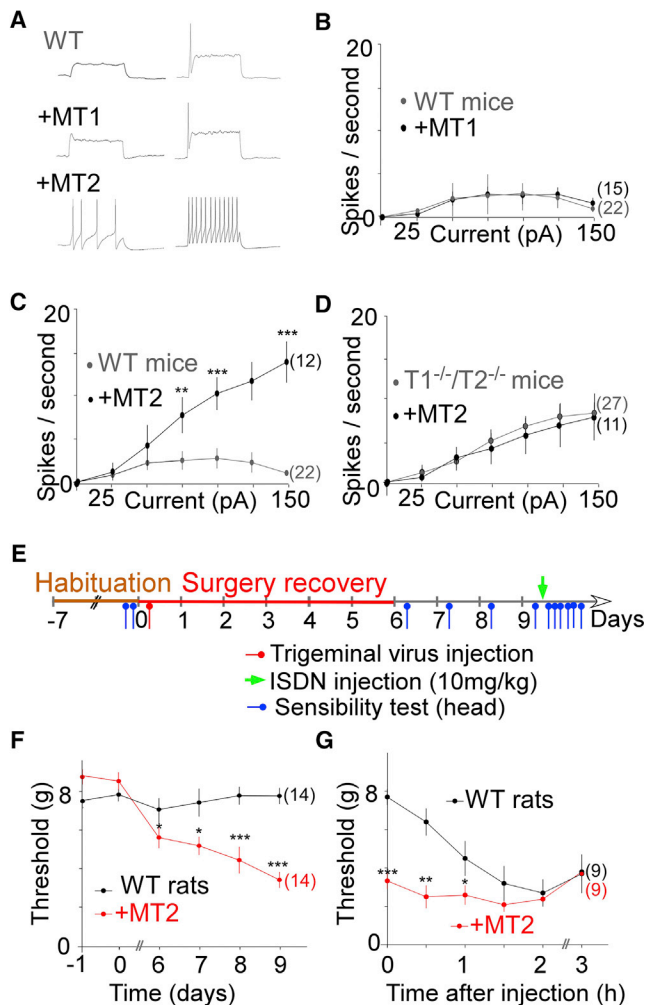 A
WT
+MT1
+MT2
B
20
Spikes / second
WT mice
+MT1
(15)
(22)
0
25
Current (pA)
150
C
20
Spikes / second
WT mice
+MT2
**
***
***
(12)
(22)
0
25
Current (pA)
150
D
20
Spikes / second
T1-/-/T2-/- mice
+MT2
(27)
(11)
0
25
Current (pA)
150
E
Habituation
Surgery recovery
-7
//
0 1 2 3 4 5 6 7 8 9
Days
Trigeminal virus injection
ISDN injection (10mg/kg)
Sensibility test (head)
F
Threshold (g)
8
0
(14)
*
*
***
***
(14)
WT rats
+MT2
-1 0 // 6 7 8 9
Time (days)
G
Threshold (g)
8
0
WT rats
***
**
*
(9)
(9)
+MT2
0 1 2 // 3
Time after injection (h)